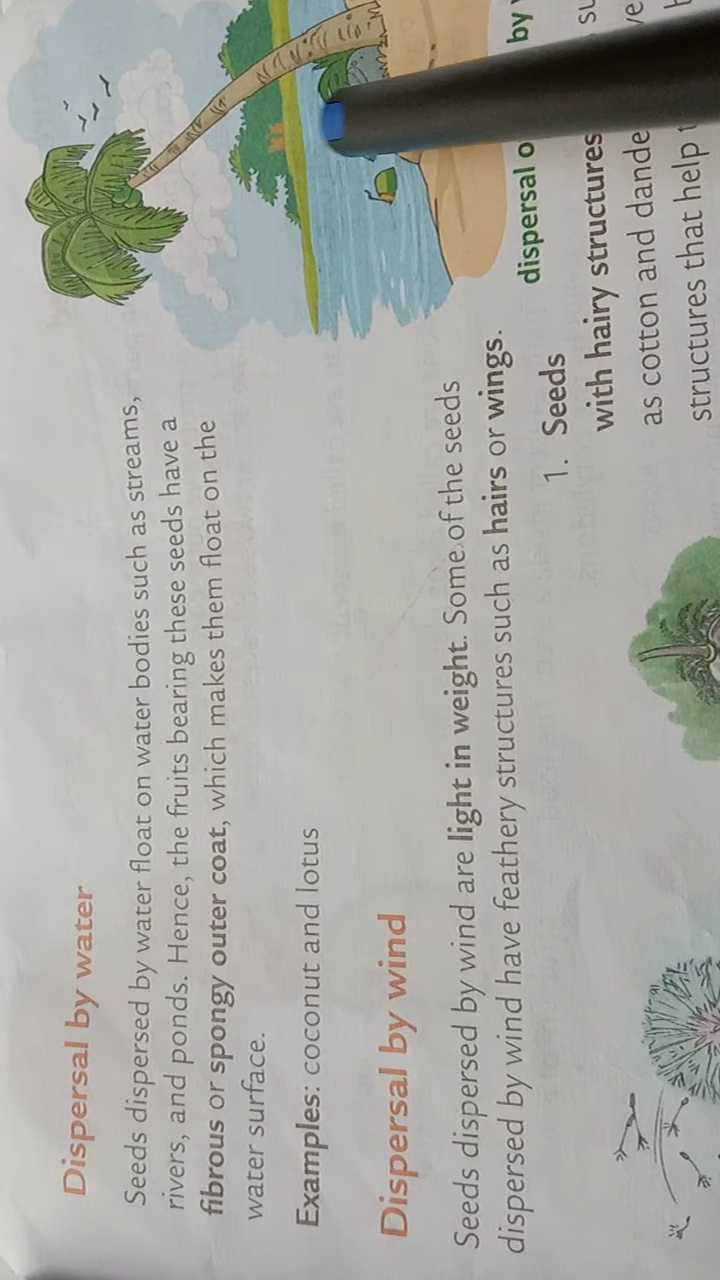 Dispersal by water
Seeds dispersed by water float on water bodies such as streams,
rivers, and ponds. Hence, the fruits bearing these seeds have a
fibrous or spongy outer coat, which makes them float on the
water surface.
Examples: coconut and lotus
Dispersal by wind
Seeds dispersed by wind are light in weight. Some of the seeds
dispersed by wind have feathery structures such as hairs or wings.
dispersal by
1. Seeds
with hairy structures
as cotton and
structures that help